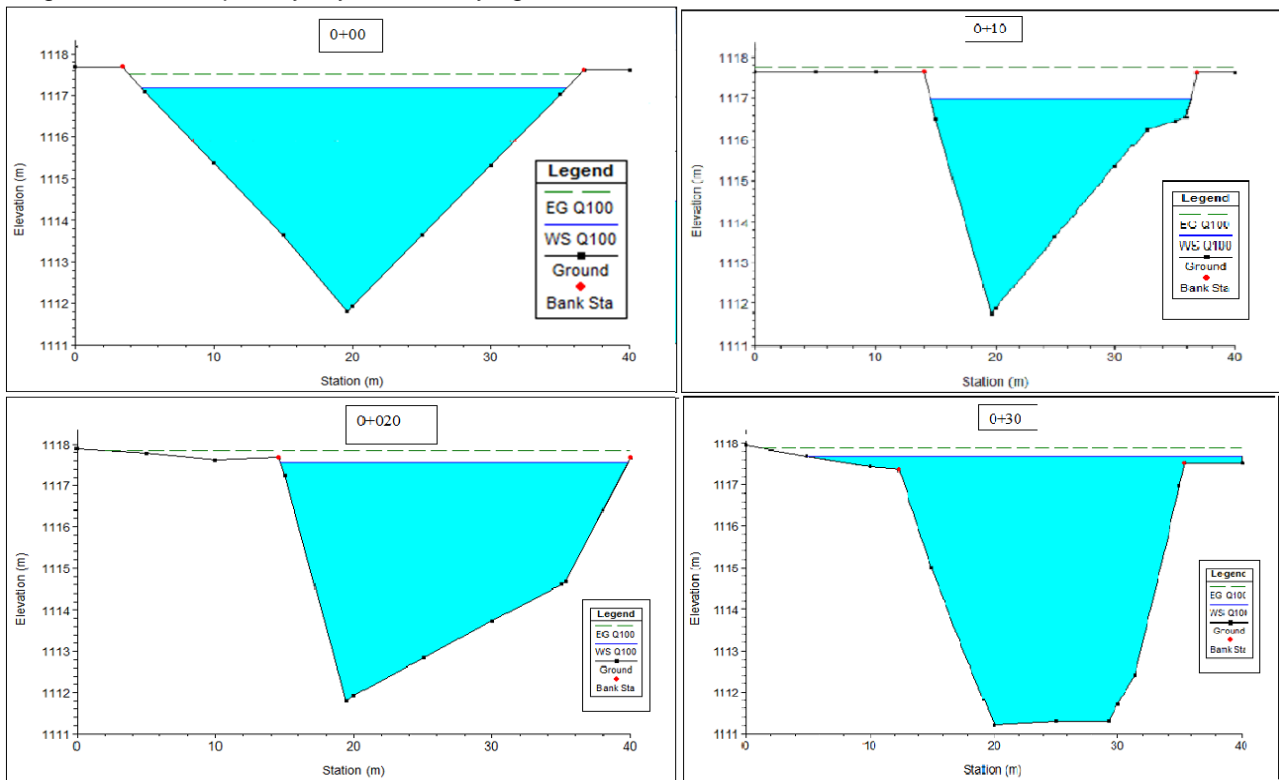 0+00
1118
1117
1116
1115
1114
1113
1112
1111
Elevation (m)
0
10
20
30
40
Station (m)
Legend
EG Q100
WS Q100
Ground
Bank Sta
0+10
1118
1117
1116
1115
1114
1113
1112
1111
Elevation (m)
0
10
20
30
40
Station (m)
Legend
EG Q100
WS Q100
Ground
Bank Sta
0+020
1118
1117
1116
1115
1114
1113
1112
1111
Elevation (m)
0
10
20
30
40
Station (m)
Legend
EG Q100
WS Q100
Ground
Bank Sta
0+30
1118
1117
1116
1115
1114
1113
1112
1111
Elevation (m)
0
10
20
30
40
Station (m)
Ground
Bank Sta